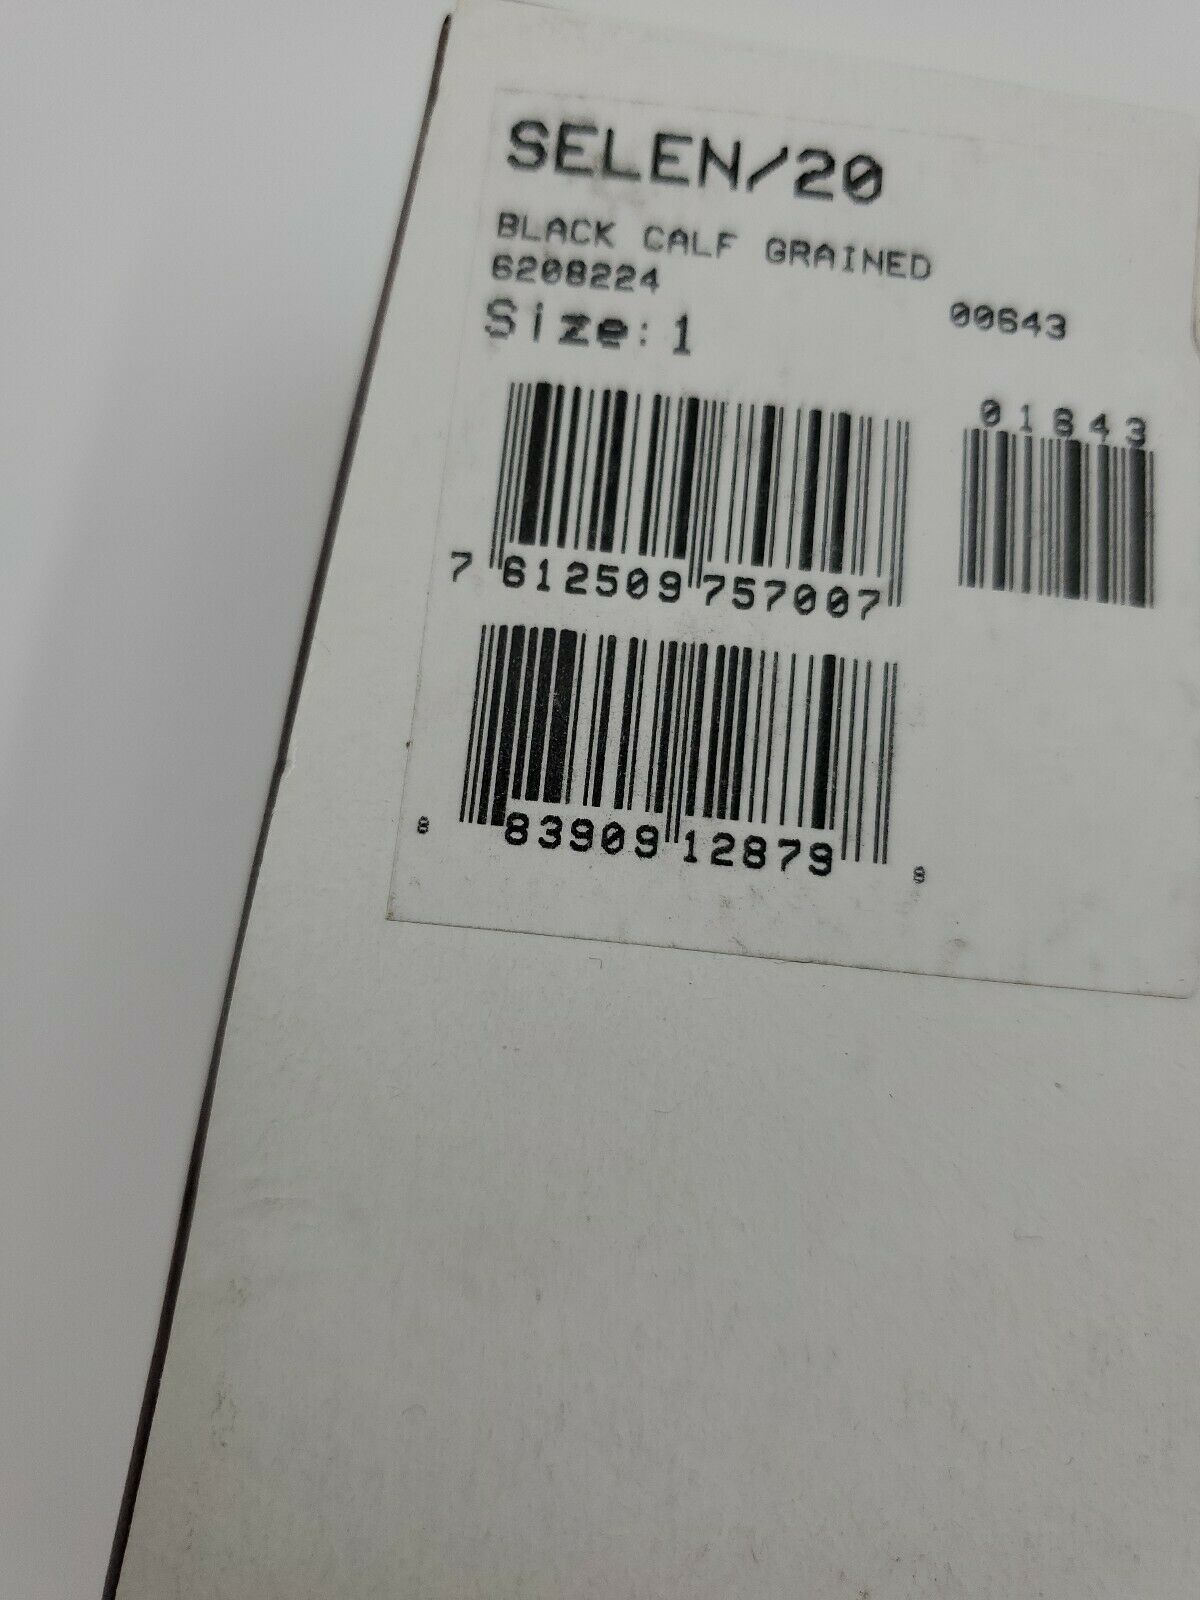 SELEN/20
BLACK CALF GRAINED
6208224
00643
Size: 1
01843
7 612509 757007
8 83909 12879 8